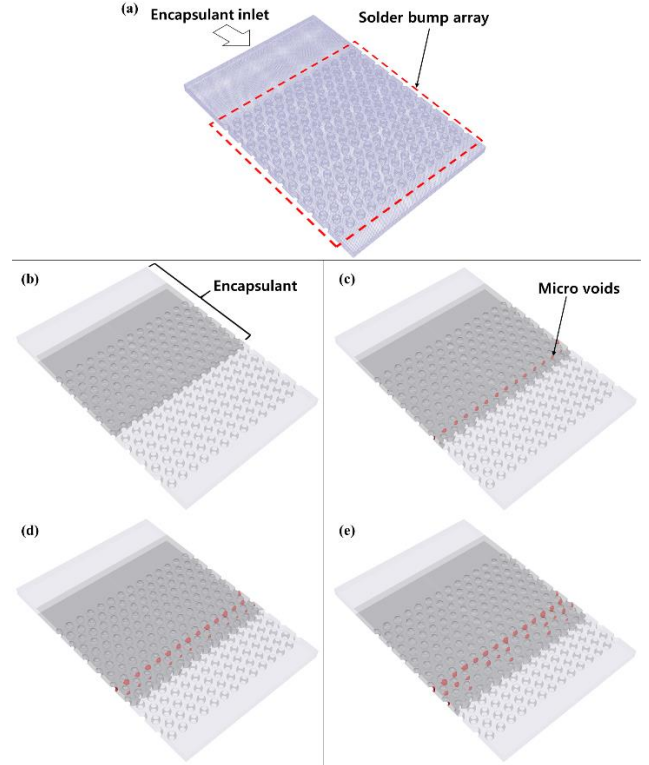 (a)
Encapsulant inlet
Solder bump array
(b)
Encapsulant
(c)
Micro voids
(d)
(e)